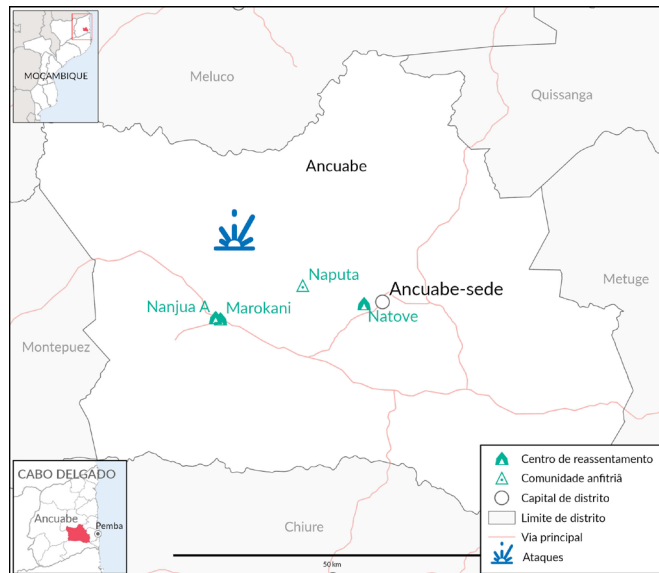 MOÇAMBIQUE
Meluco
Quissanga
Ancuabe
Naputa
Ancuabe-sede
Metuge
Nanjua A
Marokani
Natove
Montepuez
CABO DELGADO
Ancuabe
Pemba
Chiure
50 km
Centro de reassentamento
Comunidade anfitriã
Capital de distrito
Limite de distrito
Via principal
Ataques